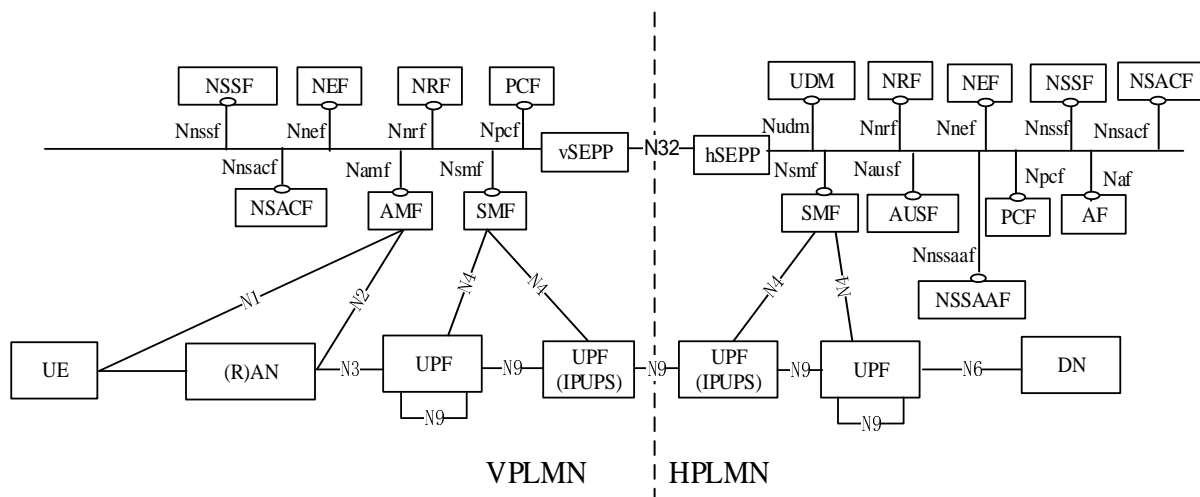 NSSF
NEF
NRF
PCF
UDM
NRF
NEF
NSSF
NSACF
Nnssf
Nnef
Nnrf
Npcf
Nudm
Nnrf
Nnef
Nnssf
Nnsacf
vSEPP
N32
hSEPP
Nnsacf
Namf
Nsmf
Nsmf
Nausf
Npcf
Naf
NSACF
AMF
SMF
SMF
AUSF
PCF
AF
Nnssaaf
NSSAAF
N1
N2
N4
N4
N4
N4
UE
(R)AN
N3
UPF
N9
UPF
(IPUPS)
N9
UPF
(IPUPS)
N9
UPF
N6
DN
N9
N9
VPLMN
HPLMN